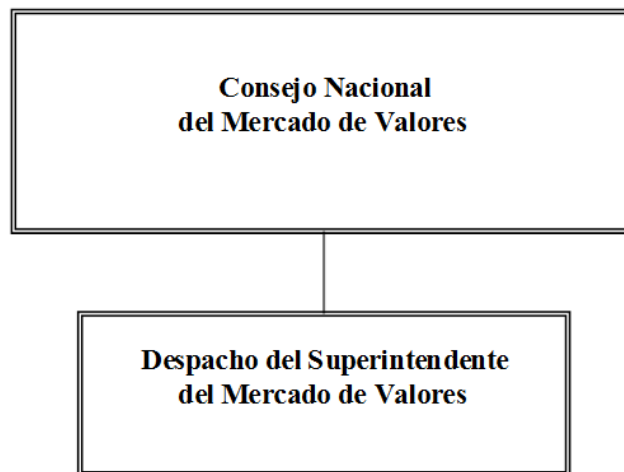 Consejo Nacional
del Mercado de Valores
Despacho del Superintendente
del Mercado de Valores